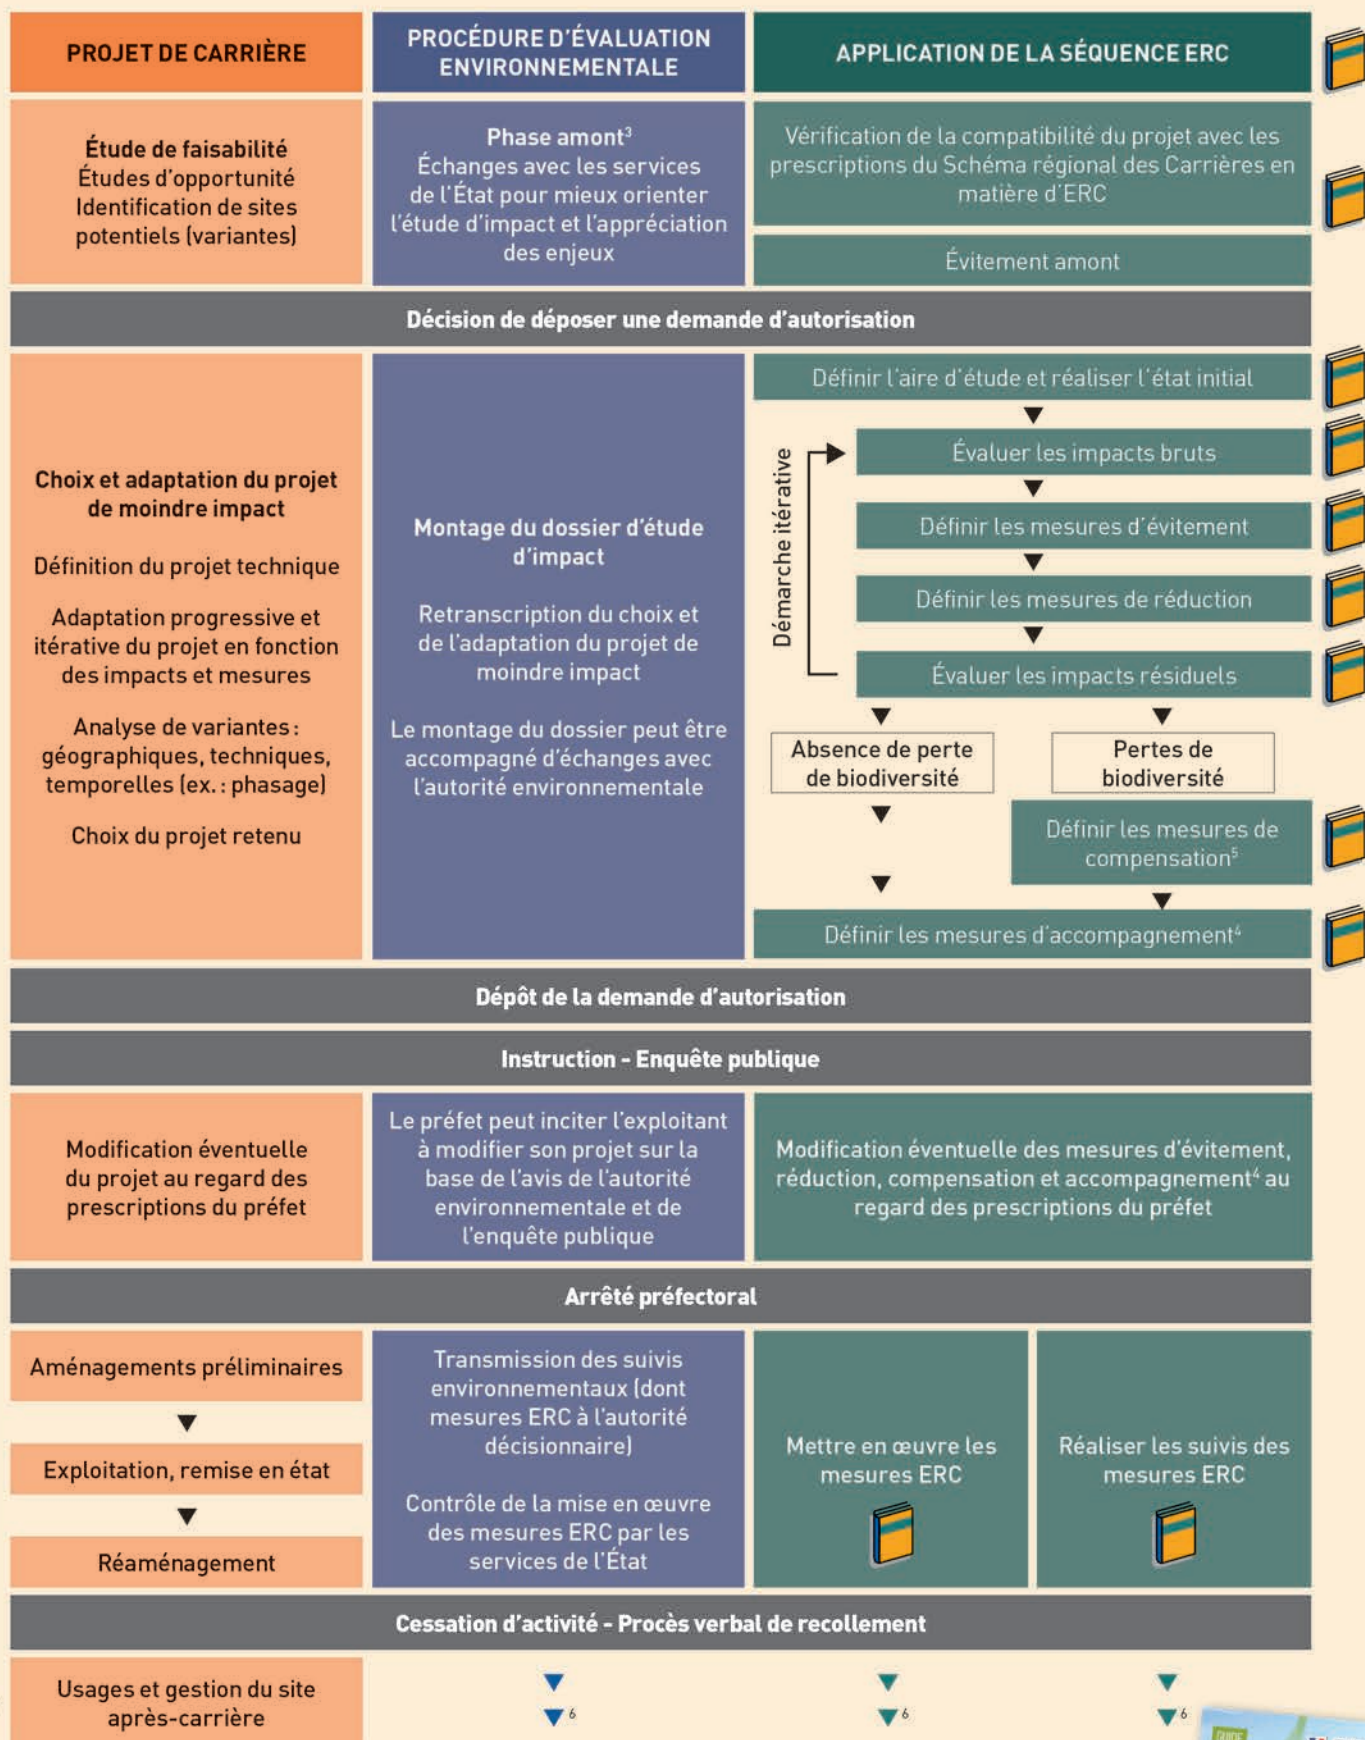 PROJET DE CARRIÈRE
PROCÉDURE D'ÉVALUATION
ENVIRONNEMENTALE
APPLICATION DE LA SÉQUENCE ERC
Étude de faisabilité
Études d'opportunité
Identification de sites
potentiels (variantes)
Phase amont³
Échanges avec les services
de l'État pour mieux orienter
l'étude d'impact et l'appréciation
des enjeux
Vérification de la compatibilité du projet avec les
prescriptions du Schéma régional des Carrières en
matière d'ERC
Évitement amont
Décision de déposer une demande d'autorisation
Choix et adaptation du projet
de moindre impact
Définition du projet technique
Adaptation progressive et
itérative du projet en fonction
des impacts et mesures
Analyse de variantes :
géographiques, techniques,
temporelles (ex. : phasage)
Choix du projet retenu
Montage du dossier d'étude
d'impact
Retranscription du choix et
de l'adaptation du projet de
moindre impact
Le montage du dossier peut être
accompagné d'échanges avec
l'autorité environnementale
Définir l'aire d'étude et réaliser l'état initial
Démarche itérative
Évaluer les impacts bruts
Définir les mesures d'évitement
Définir les mesures de réduction
Évaluer les impacts résiduels
Absence de perte
de biodiversité
Pertes de
biodiversité
Définir les mesures de
compensation⁵
Définir les mesures d'accompagnement⁴
Dépôt de la demande d'autorisation
Instruction - Enquête publique
Modification éventuelle
du projet au regard des
prescriptions du préfet
Le préfet peut inciter l'exploitant
à modifier son projet sur la
base de l'avis de l'autorité
environnementale et de
l'enquête publique
Modification éventuelle des mesures d'évitement,
réduction, compensation et accompagnement⁴ au
regard des prescriptions du préfet
Arrêté préfectoral
Aménagements préliminaires
Exploitation, remise en état
Réaménagement
Transmission des suivis
environnementaux (dont
mesures ERC à l'autorité
décisionnaire)
Contrôle de la mise en œuvre
des mesures ERC par les
services de l'État
Mettre en œuvre les
mesures ERC
Réaliser les suivis des
mesures ERC
Cessation d'activité - Procès verbal de recollement
Usages et gestion du site
après-carrière
6
6
6
GUIDE